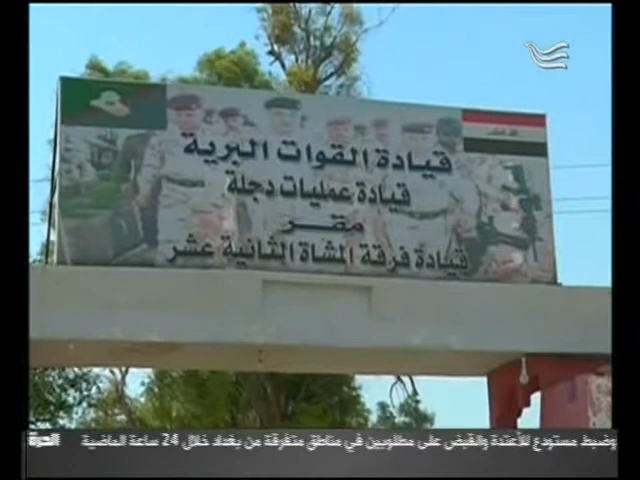 قيادة القوات البرية
قيادة عمليات دجلة
مقر
قيادة فرقة المشاة الثانية عشر
وضبط مستودع للأعتدة والقبض على مطلوبين في مناطق متفرقة من بغداد خلال 24 ساعة الماضية
الحرة